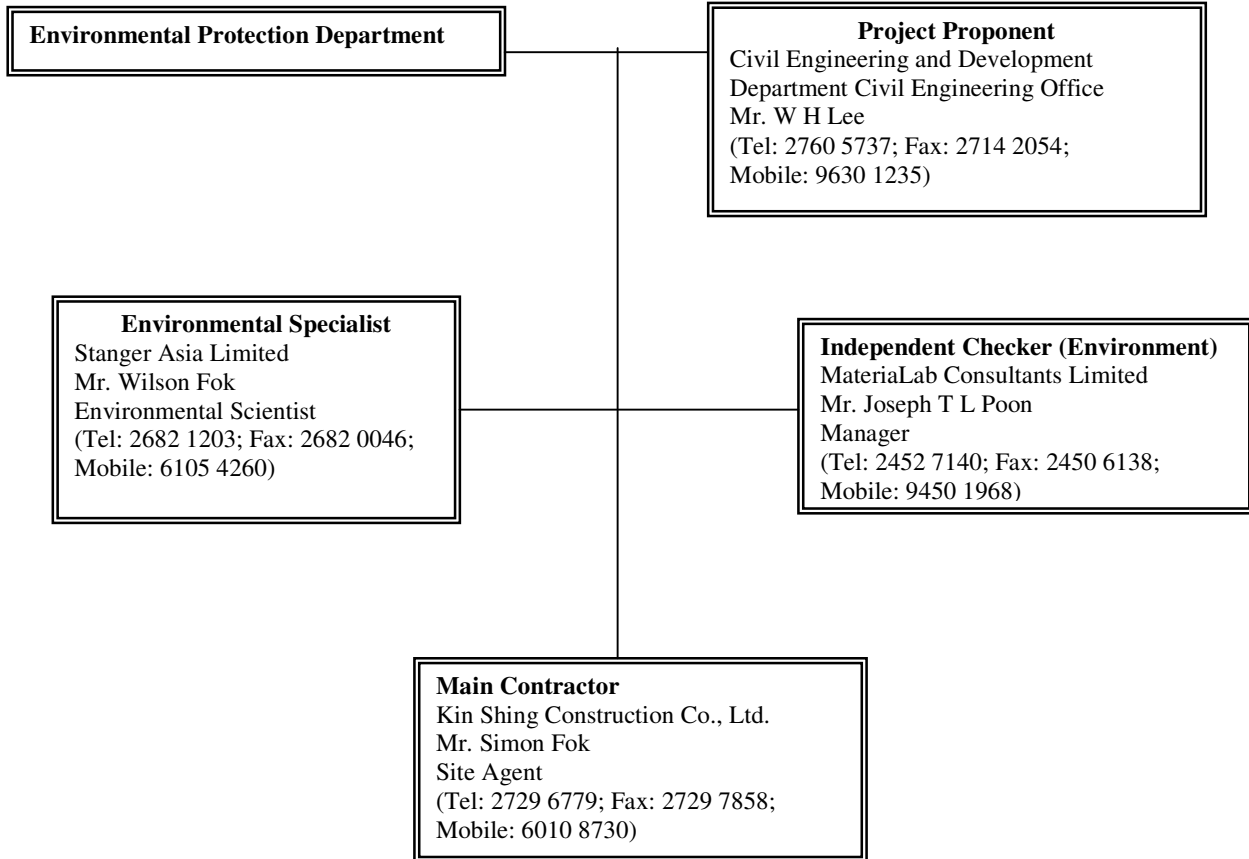 Environmental Protection Department
Project Proponent
Civil Engineering and Development
Department Civil Engineering Office
Mr. W H Lee
(Tel: 2760 5737; Fax: 2714 2054;
Mobile: 9630 1235)
Environmental Specialist
Stanger Asia Limited
Mr. Wilson Fok
Environmental Scientist
(Tel: 2682 1203; Fax: 2682 0046;
Mobile: 6105 4260)
Independent Checker (Environment)
MateriaLab Consultants Limited
Mr. Joseph T L Poon
Manager
(Tel: 2452 7140; Fax: 2450 6138;
Mobile: 9450 1968)
Main Contractor
Kin Shing Construction Co., Ltd.
Mr. Simon Fok
Site Agent
(Tel: 2729 6779; Fax: 2729 7858;
Mobile: 6010 8730)